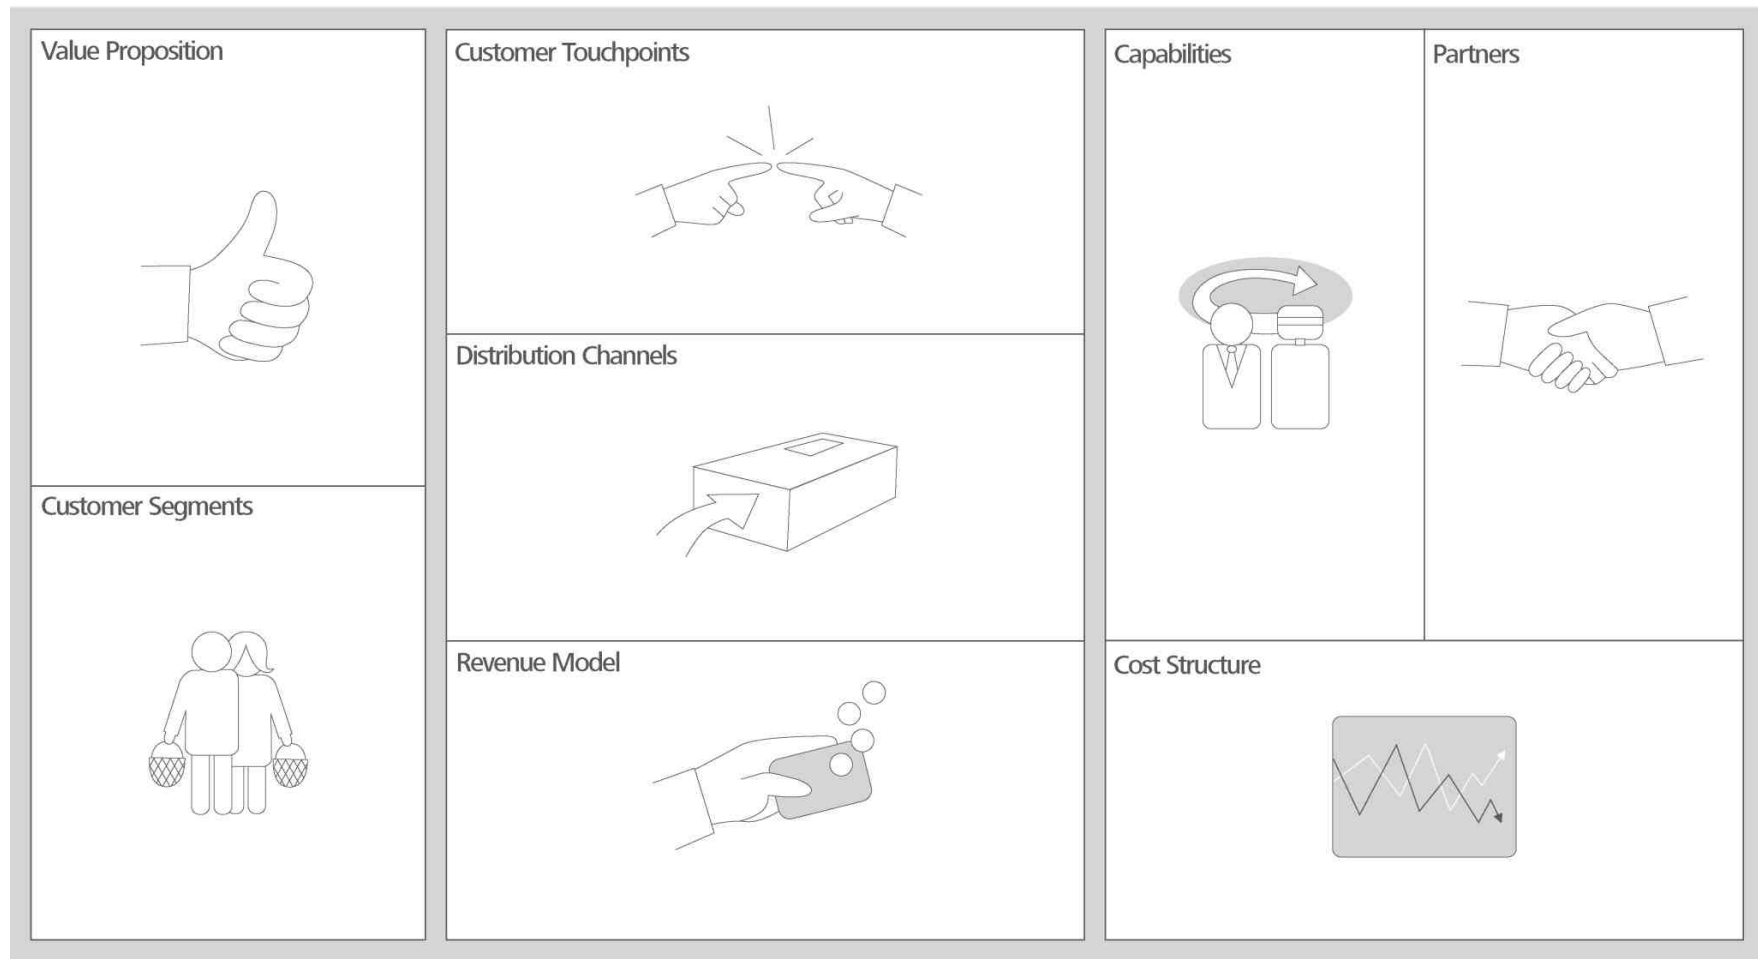 Value Proposition
Customer Segments
Customer Touchpoints
Distribution Channels
Revenue Model
Capabilities
Partners
Cost Structure